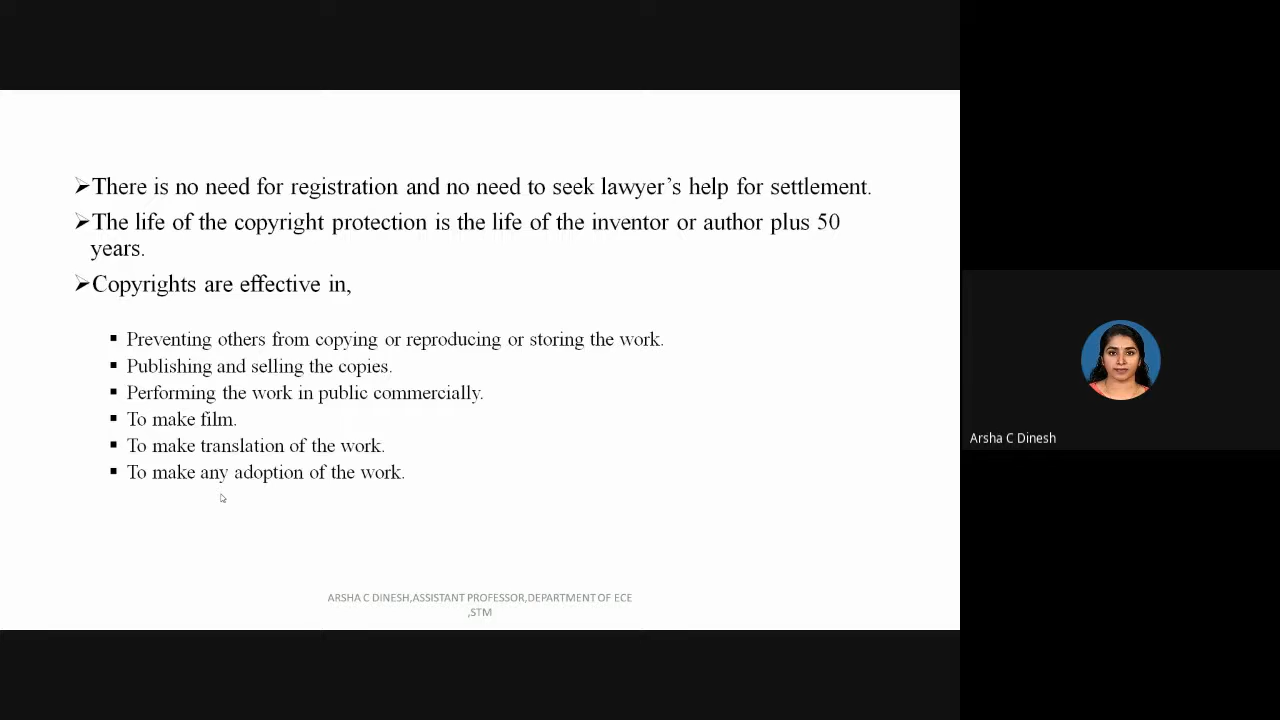 ➢There is no need for registration and no need to seek lawyer’s help for settlement.
➢The life of the copyright protection is the life of the inventor or author plus 50
years.
➢Copyrights are effective in,
▪ Preventing others from copying or reproducing or storing the work.
▪ Publishing and selling the copies.
▪ Performing the work in public commercially.
▪ To make film.
▪ To make translation of the work.
▪ To make any adoption of the work.
ARSHA C DINESH,ASSISTANT PROFESSOR,DEPARTMENT OF ECE
,STM
Arsha C Dinesh